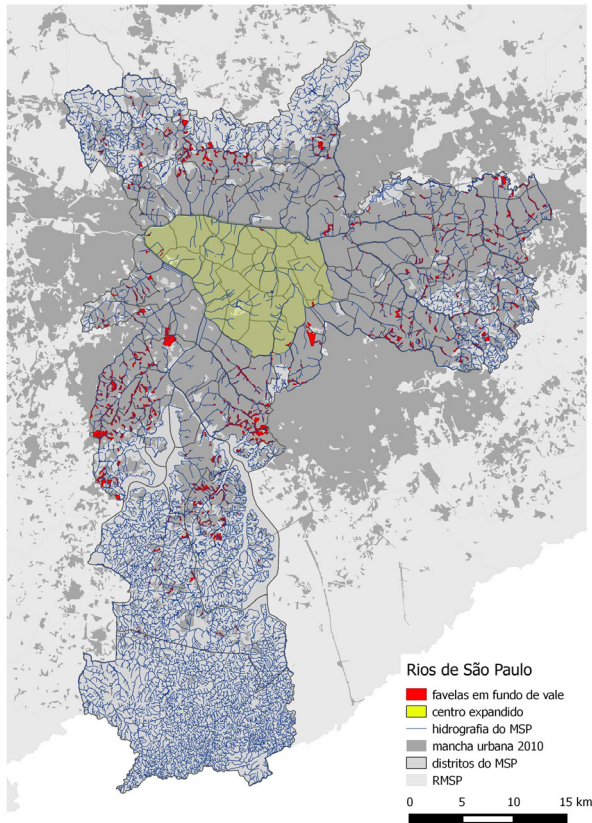 Rios de São Paulo
favelas em fundo de vale
centro expandido
hidrografia do MSP
mancha urbana 2010
distritos do MSP
RMSP
0 5 10 15 km